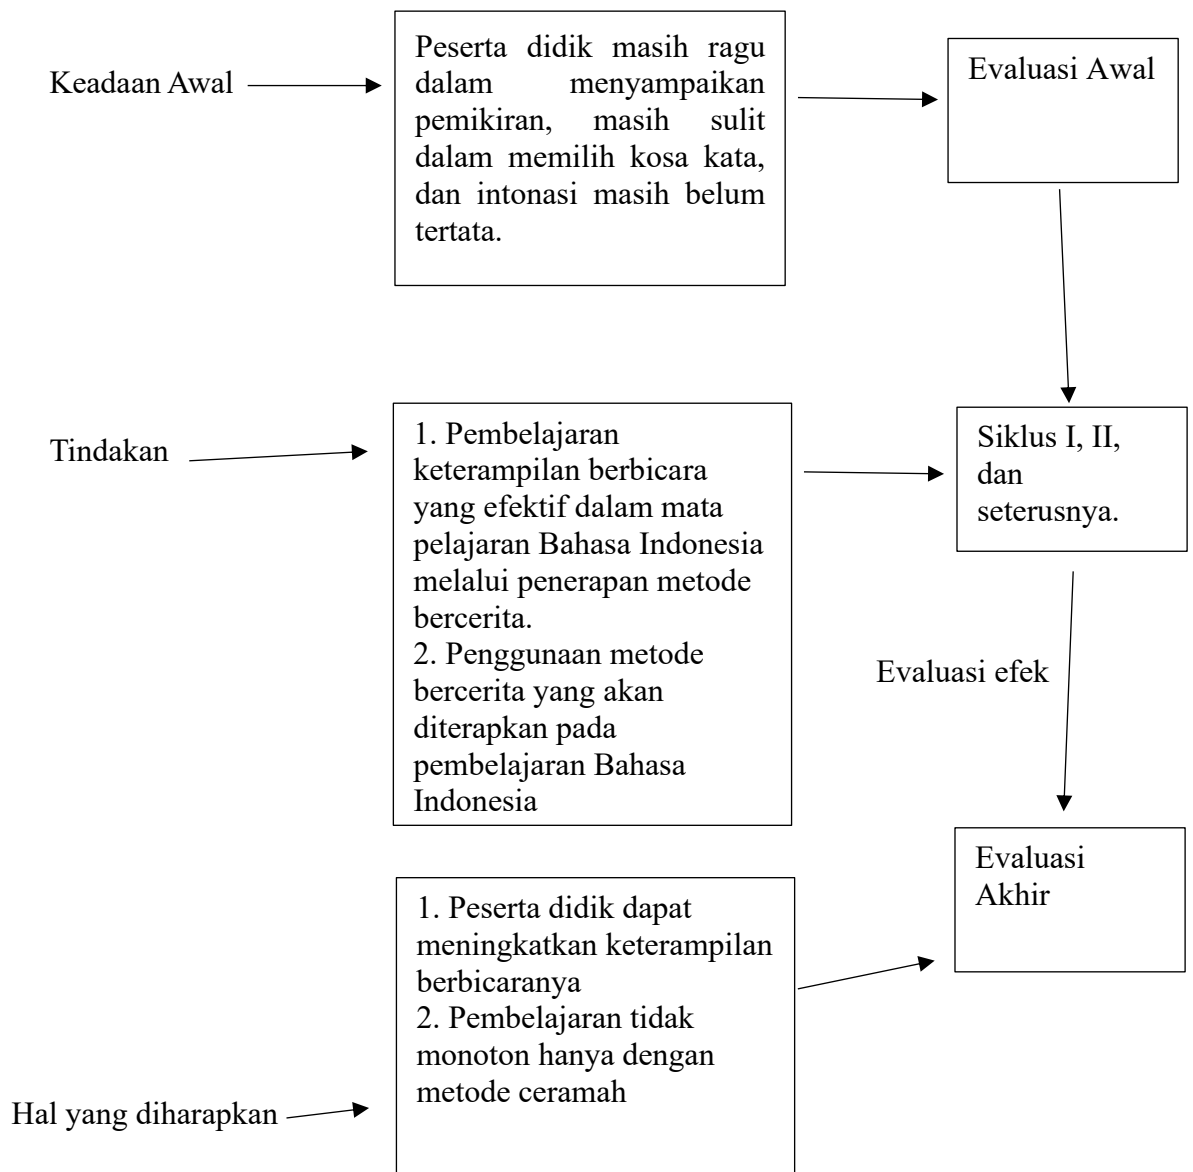 Keadaan Awal
Peserta didik masih ragu
dalam menyampaikan
pemikiran, masih sulit
dalam memilih kosa kata,
dan intonasi masih belum
tertata.
Evaluasi Awal
Tindakan
1. Pembelajaran
keterampilan berbicara
yang efektif dalam mata
pelajaran Bahasa Indonesia
melalui penerapan metode
bercerita.
2. Penggunaan metode
bercerita yang akan
diterapkan pada
pembelajaran Bahasa
Indonesia
Siklus I, II,
dan
seterusnya.
Evaluasi efek
Hal yang diharapkan
1. Peserta didik dapat
meningkatkan keterampilan
berbicaranya
2. Pembelajaran tidak
monoton hanya dengan
metode ceramah
Evaluasi
Akhir